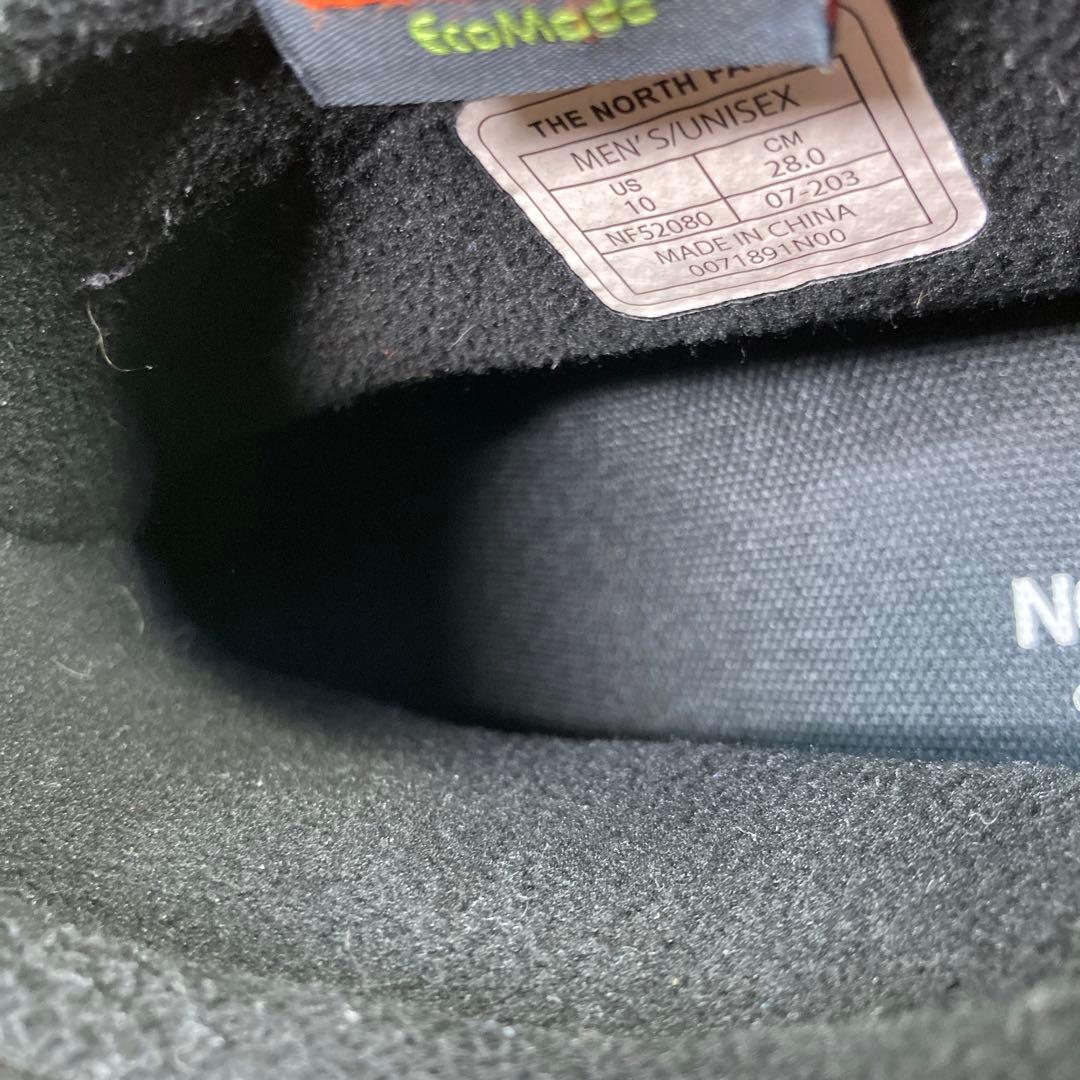 EcoMade
THE NORTH FA
MEN'S/UNISEX
US CM
10 28.0
NF52080 07-203
MADE IN CHINA
0071891N00
N